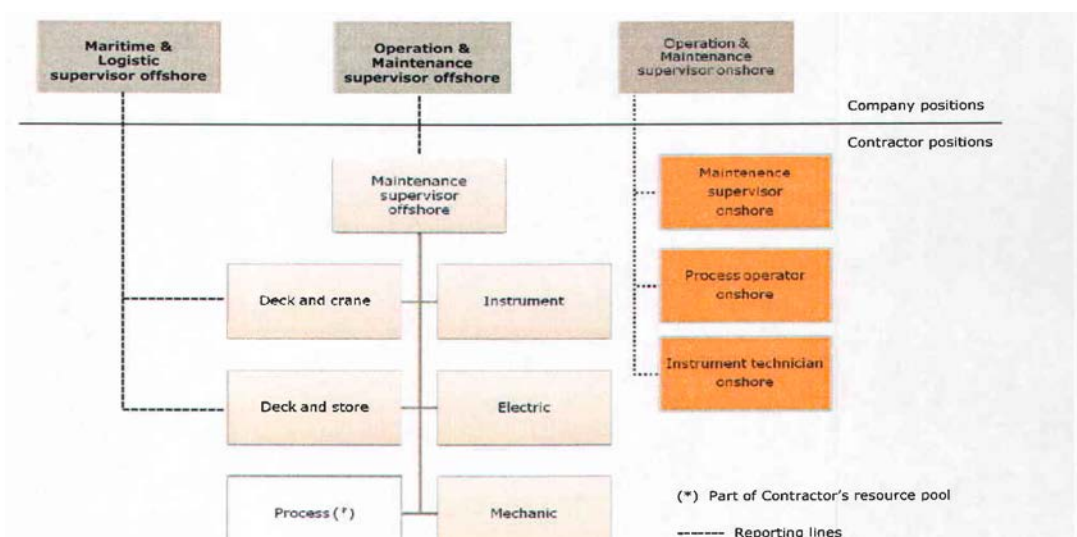 Maritime &
Logistic
supervisor offshore
Operation &
Maintenance
supervisor offshore
Operation &
Maintenance
supervisor onshore
Company positions
Contractor positions
Maintenance
supervisor
offshore
Maintenence
supervisor
onshore
Deck and crane
Instrument
Process operator
onshore
Deck and store
Electric
Instrument technician
onshore
Process (*)
Mechanic
(*) Part of Contractor's resource pool
------- Reporting lines